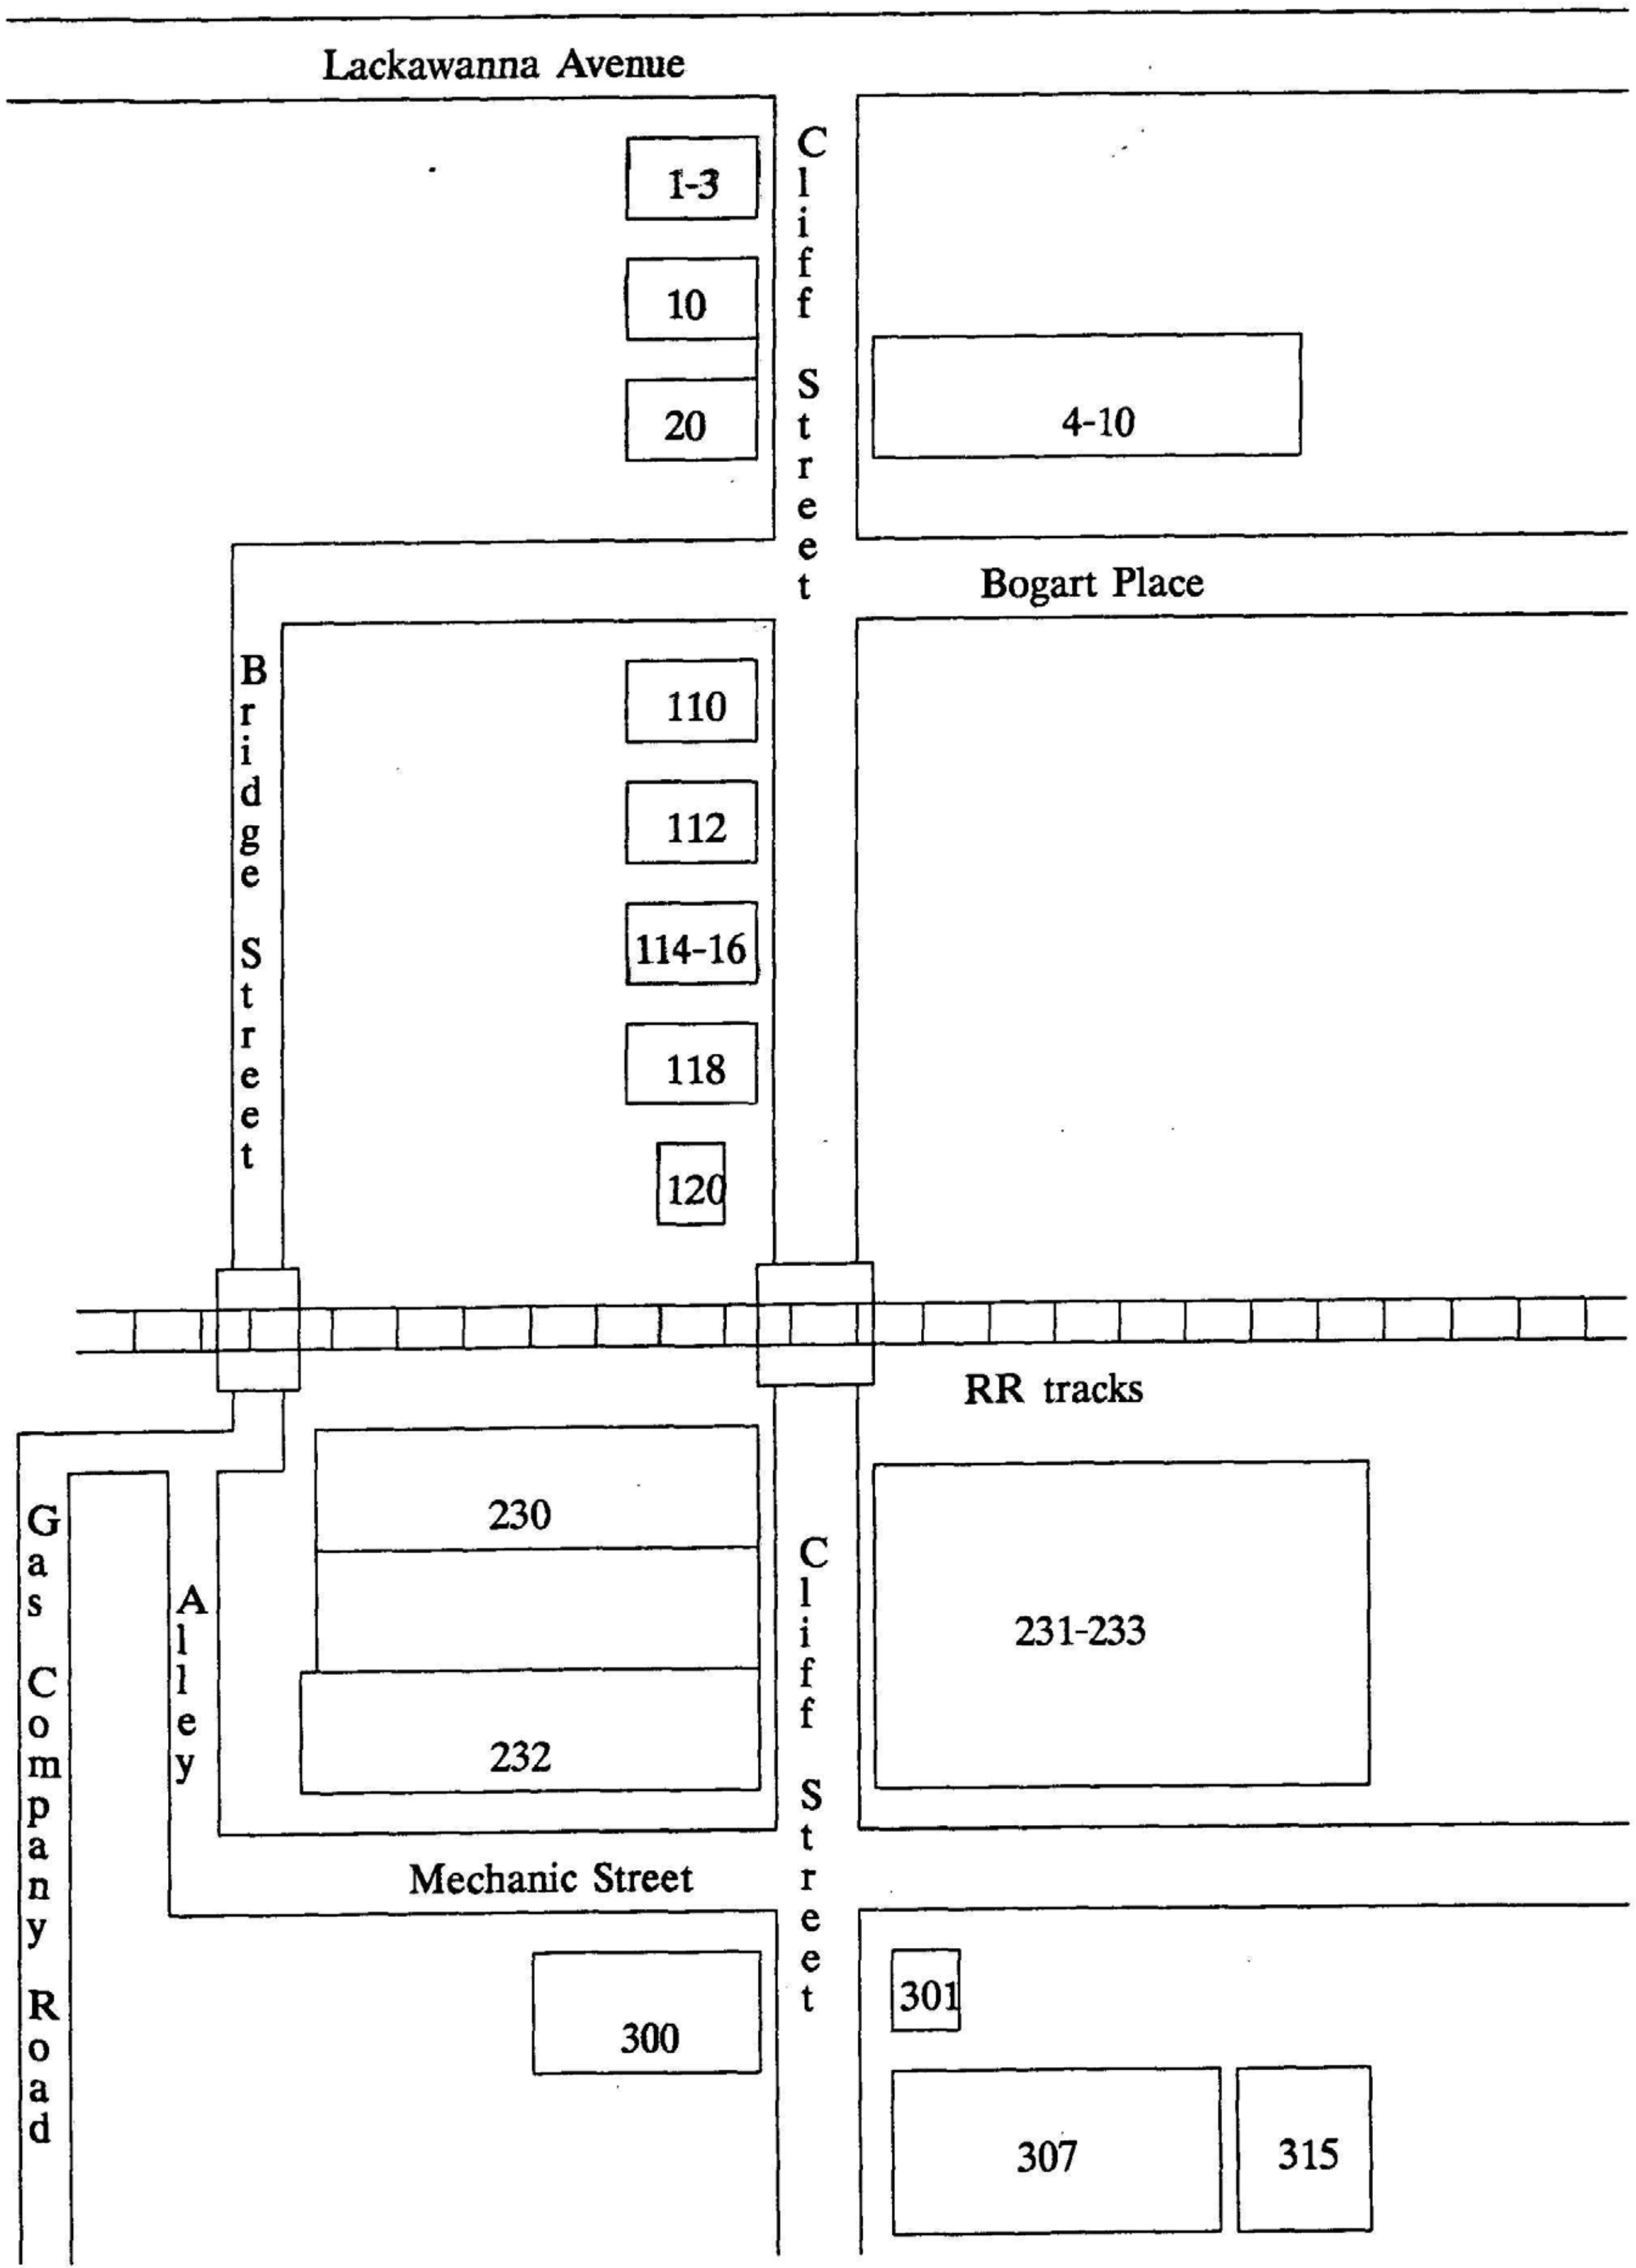 Lackawanna Avenue
Cliff Street
1-3
10
20
4-10
Bogart Place
Bridge Street
110
112
114-16
118
120
RR tracks
Gas Company Road
Alley
230
232
Cliff Street
231-233
Mechanic Street
300
301
307
315